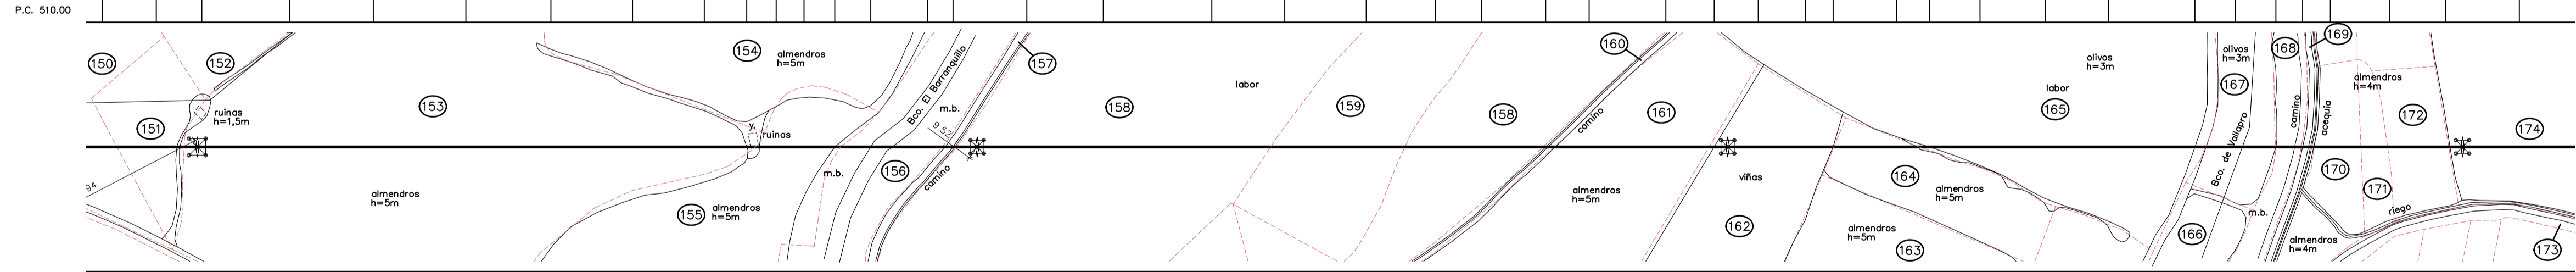 P.C. 510.00
150
152
154
almendros
h=5m
157
160
olivos
h=3m
olivos
h=3m
168
169
151
ruinas
h=1,5m
153
y.
ruinas
Bco. El Barranquillo
m.b.
9.52
158
labor
159
158
camino
161
labor
165
167
camino
acequia
almendros
h=4m
172
174
94
almendros
h=5m
155
almendros
h=5m
m.b.
156
camino
almendros
h=5m
viñas
162
164
almendros
h=5m
almendros
h=5m
163
Bco. de Vallapro
166
m.b.
170
171
riego
almendros
h=4m
173